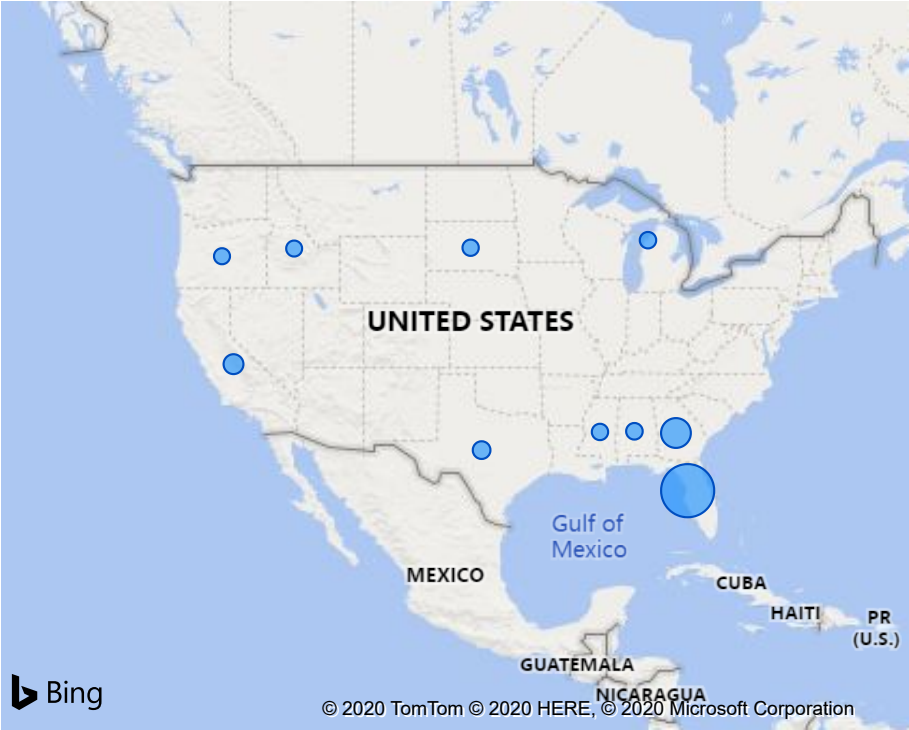 UNITED STATES
Gulf of
Mexico
MEXICO
CUBA
HAITI
PR
(U.S.)
GUATEMALA
NICARAGUA
Bing
© 2020 TomTom © 2020 HERE, © 2020 Microsoft Corporation